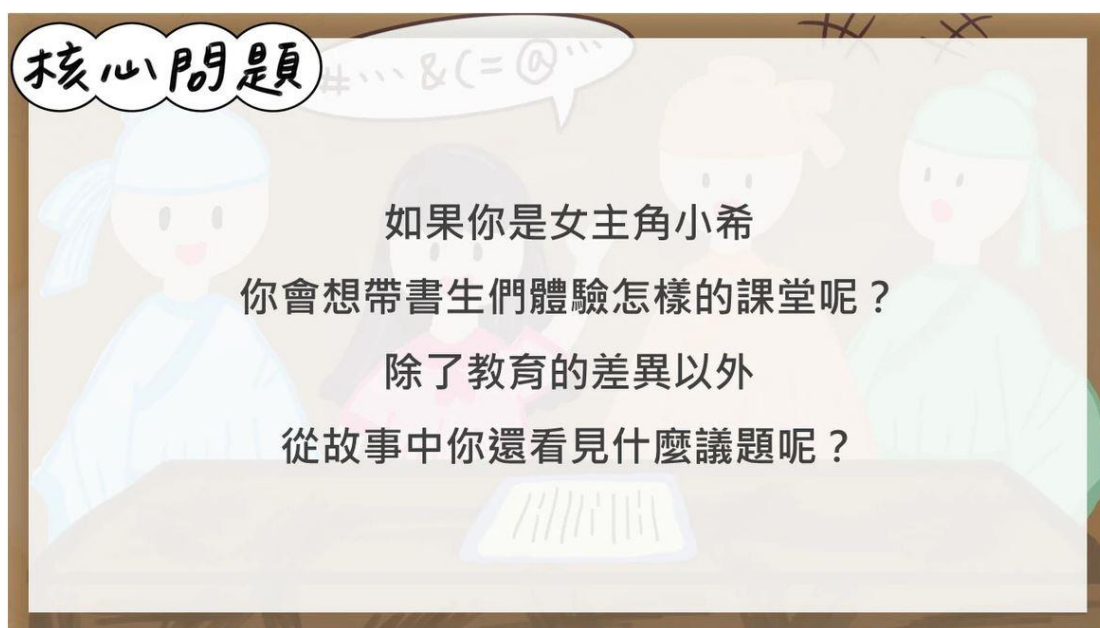 核心問題
#… & ( = @ …
如果你是女主角小希
你會想帶書生們體驗怎樣的課堂呢？
除了教育的差異以外
從故事中你還看見什麼議題呢？